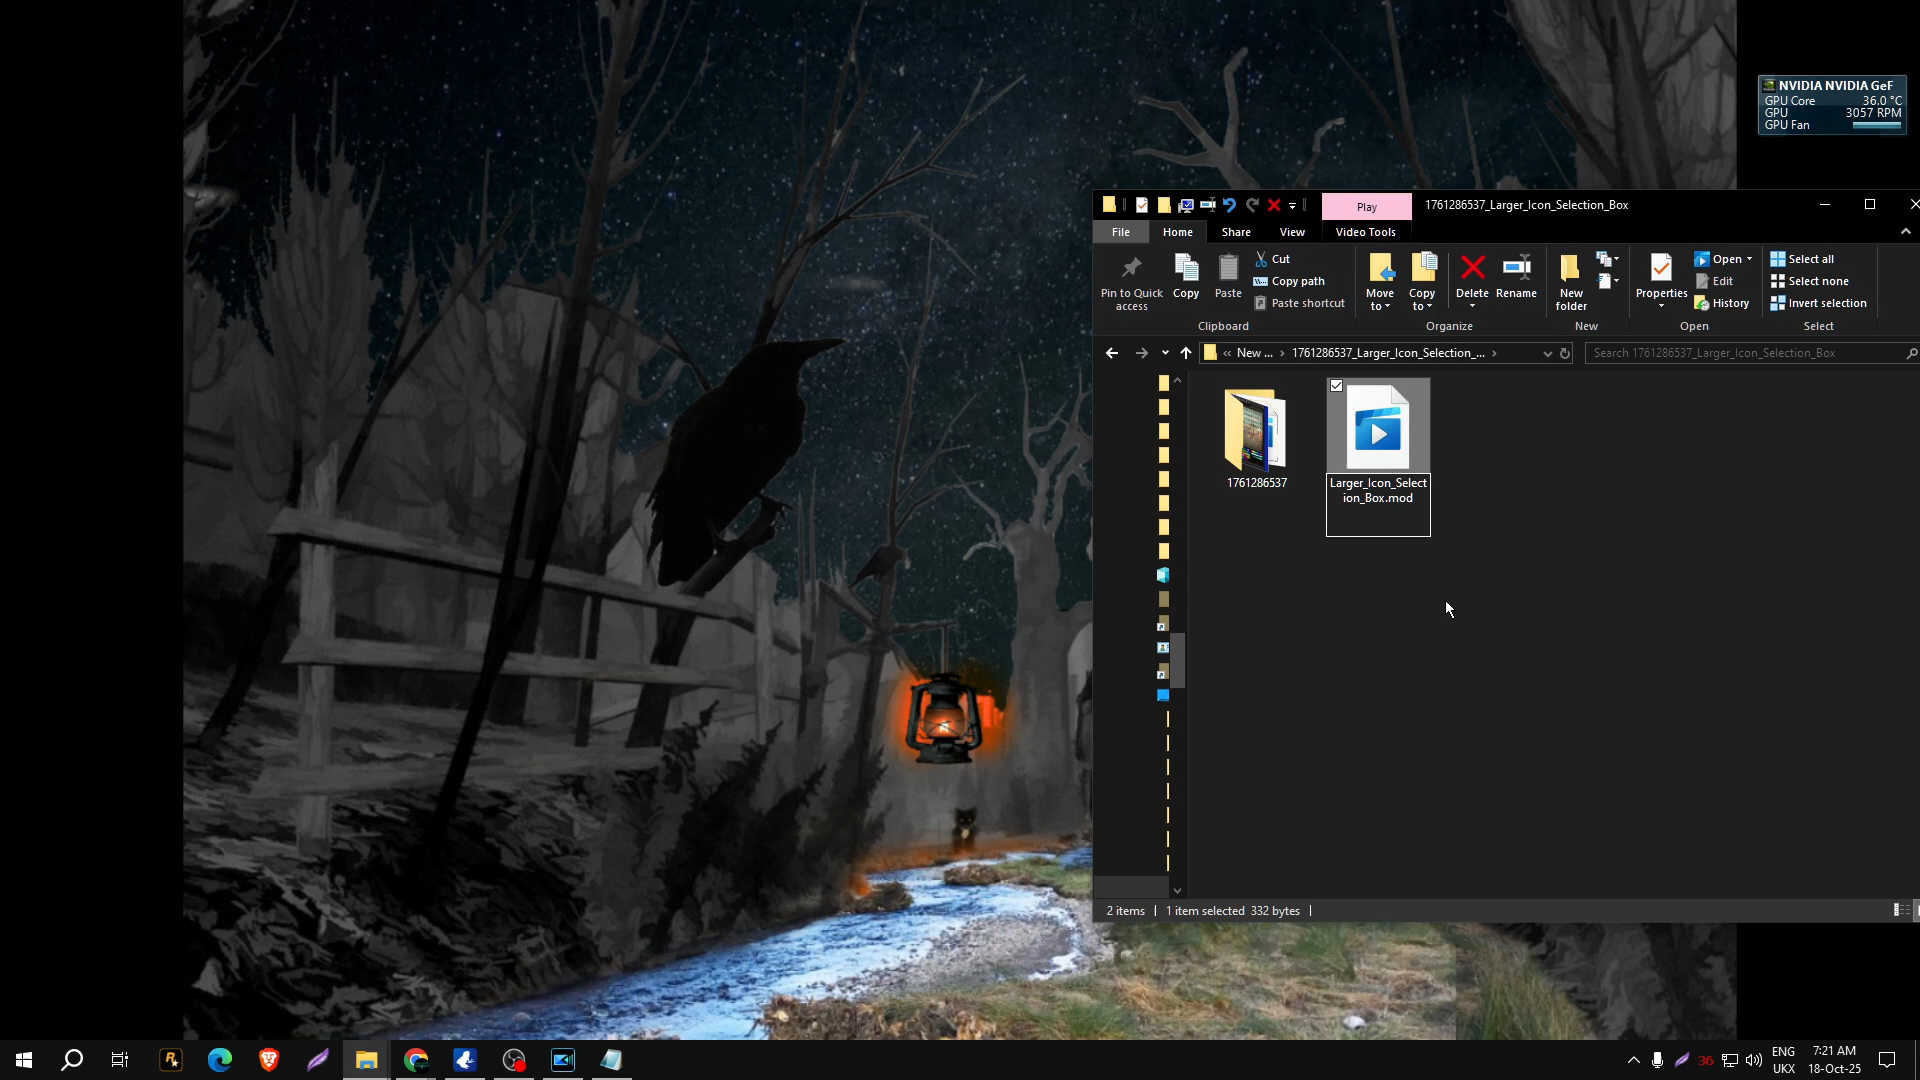 NVIDIA NVIDIA GeF
GPU Core 36.0 °C
GPU 3057 RPM
GPU Fan
Play
1761286537_Larger_Icon_Selection_Box
File Home Share View Video Tools
Pin to Quick access
Copy
Paste
Cut
Copy path
Paste shortcut
Move to
Copy to
Delete
Rename
New folder
Properties
Open
Edit
History
Select all
Select none
Invert selection
Clipboard Organize New Open Select
« New ... › 1761286537_Larger_Icon_Selection_... ›
Search 1761286537_Larger_Icon_Selection_Box
1761286537
Larger_Icon_Select
ion_Box.mod
2 items 1 item selected 332 bytes
36
ENG
UKX
7:21 AM
18-Oct-25